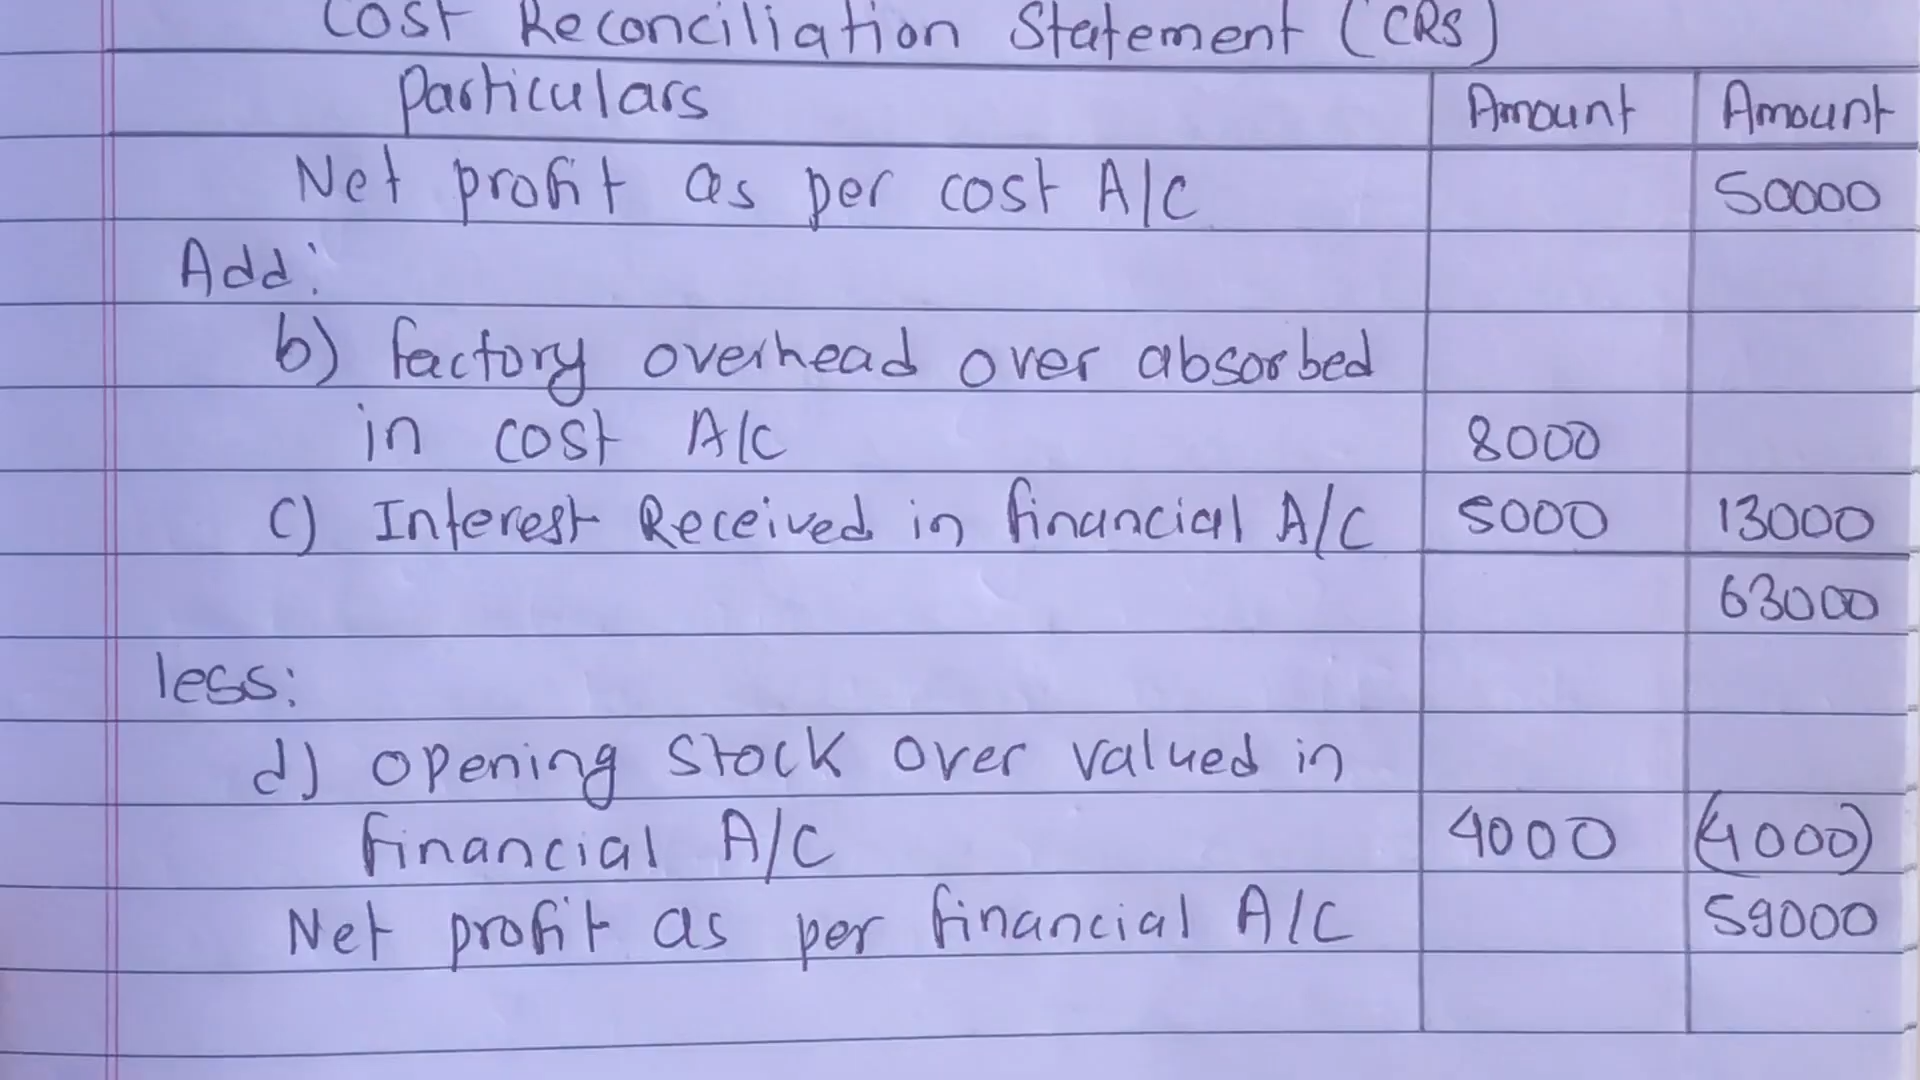 Cost Reconciliation Statement (CRS)
Particulars Amount Amount
Net profit as per cost A/C 50000
Add:
b) factory overhead over absorbed
in cost A/C 8000
c) Interest Received in financial A/C 5000 13000
63000
less:
d) opening stock over valued in
financial A/C 4000 (4000)
Net profit as per financial A/C 59000